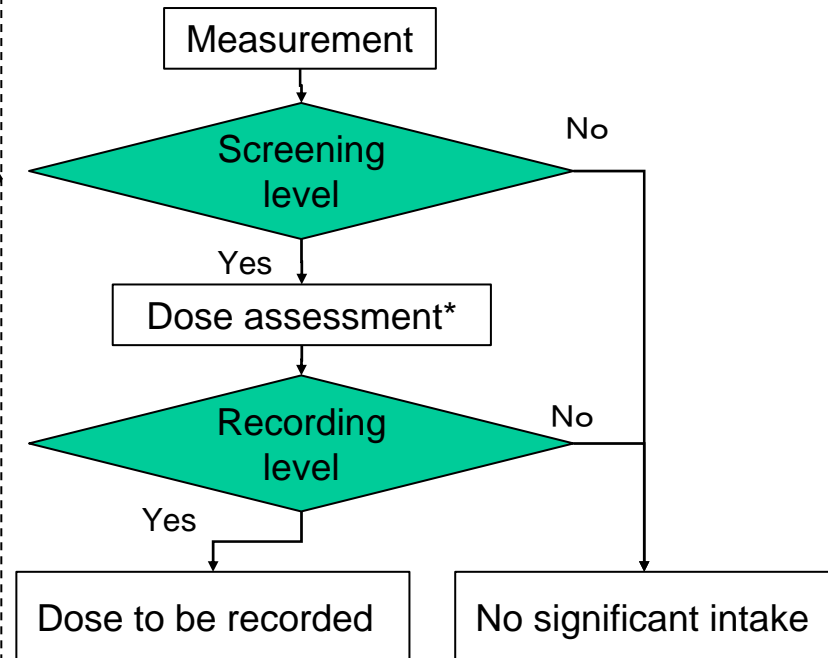 Measurement
No
Screening
level
Yes
Dose assessment*
Recording
level
No
Yes
Dose to be recorded
No significant intake